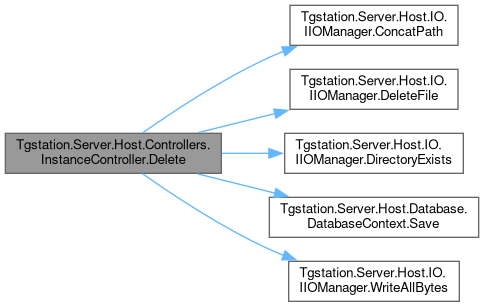 Tgstation.Server.Host.Controllers.
InstanceController.Delete
Tgstation.Server.Host.IO.
IIOManager.ConcatPath
Tgstation.Server.Host.IO.
IIOManager.DeleteFile
Tgstation.Server.Host.IO.
IIOManager.DirectoryExists
Tgstation.Server.Host.Database.
DatabaseContext.Save
Tgstation.Server.Host.IO.
IIOManager.WriteAllBytes